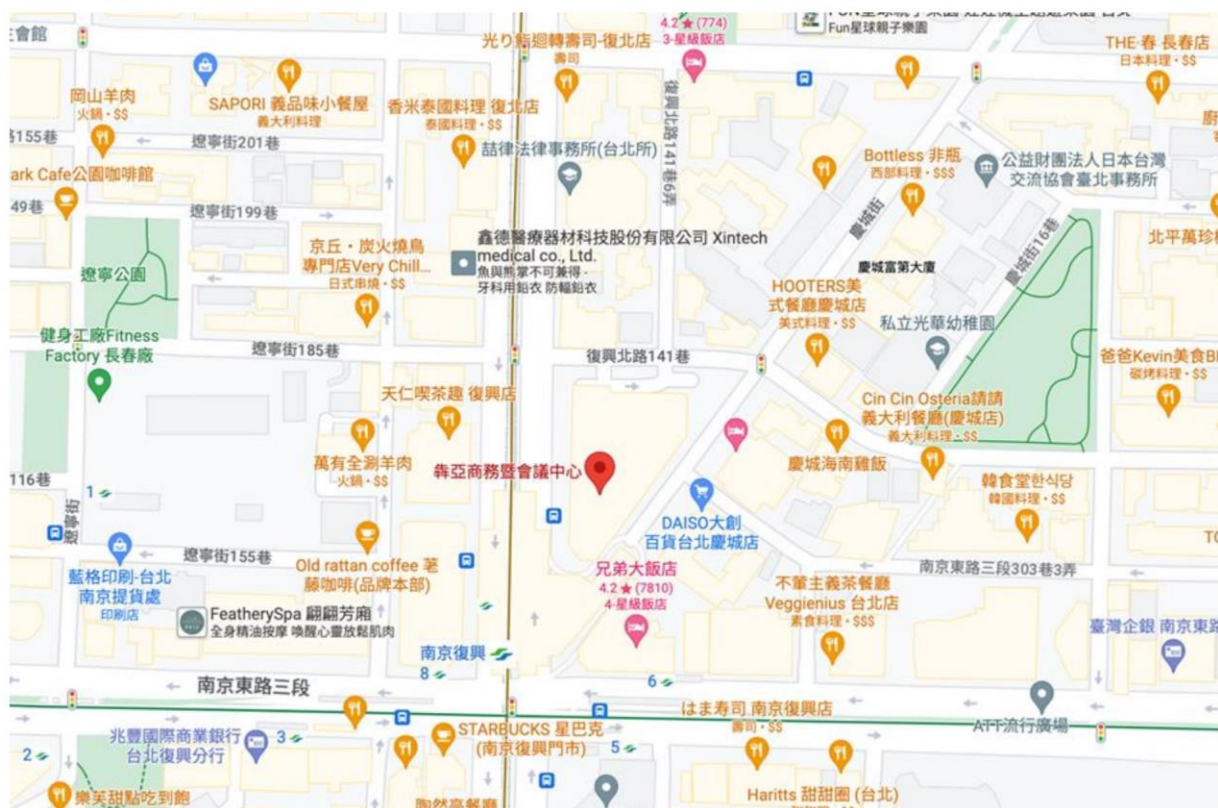 4.2★(774)
3-星級飯店
Fun星球親子樂園
光り鮨迴轉壽司-復北店
壽司
THE 春 長春店
日本料理·$$
岡山羊肉
火鍋·$$
SAPORI 義品味小餐屋
義大利料理
香米泰國料理 復北店
泰國料理·$$
155巷
遼寧街201巷
喆律法律事務所(台北所)
復興北路141巷6弄
Bottless 非瓶
西部料理·$$$
公益財團法人日本台灣
交流協會臺北事務所
ark Cafe公園咖啡館
49巷
遼寧街199巷
慶城街
慶城街16巷
遼寧公園
京丘·炭火燒鳥
專門店Very Chill...
日式串燒·$$
鑫德醫療器材科技股份有限公司 Xintech
medical co., Ltd.
魚與熊掌不可兼得 -
牙科用鉛衣 防輻鉛衣
慶城富第大廈
HOOTERS美
式餐廳慶城店
美式料理·$$
私立光華幼稚園
健身工廠Fitness
Factory 長春廠
遼寧街185巷
復興北路141巷
爸爸Kevin美食B
碳烤料理·$$
天仁喫茶趣 復興店
Cin Cin Osteria請請
義大利餐廳(慶城店)
義大利料理·$$
萬有全涮羊肉
火鍋·$$
犇亞商務暨會議中心
慶城海南雞飯
116巷
韓食堂한식당
韓國料理·$$
1
遼寧街
DAISO大創
百貨台北慶城店
遼寧街155巷
藍格印刷-台北
南京提貨處
印刷店
Old rattan coffee 荖
藤咖啡(品牌本部)
兄弟大飯店
4.2★(7810)
4-星級飯店
南京東路三段303巷3弄
不葷主義茶餐廳
Veggienius 台北店
素食料理·$$$
FeatherySpa 翩翩芳廂
全身精油按摩 喚醒心靈放鬆肌肉
臺灣企銀 南京東路
南京復興
8
6
南京東路三段
はま寿司 南京復興店
壽司·$$
ATT流行廣場
兆豐國際商業銀行
台北復興分行
3
STARBUCKS 星巴克
(南京復興門市)
5
2
樂芙甜點吃到飽
陶然亭餐廳
Haritts 甜甜圈 (台北)